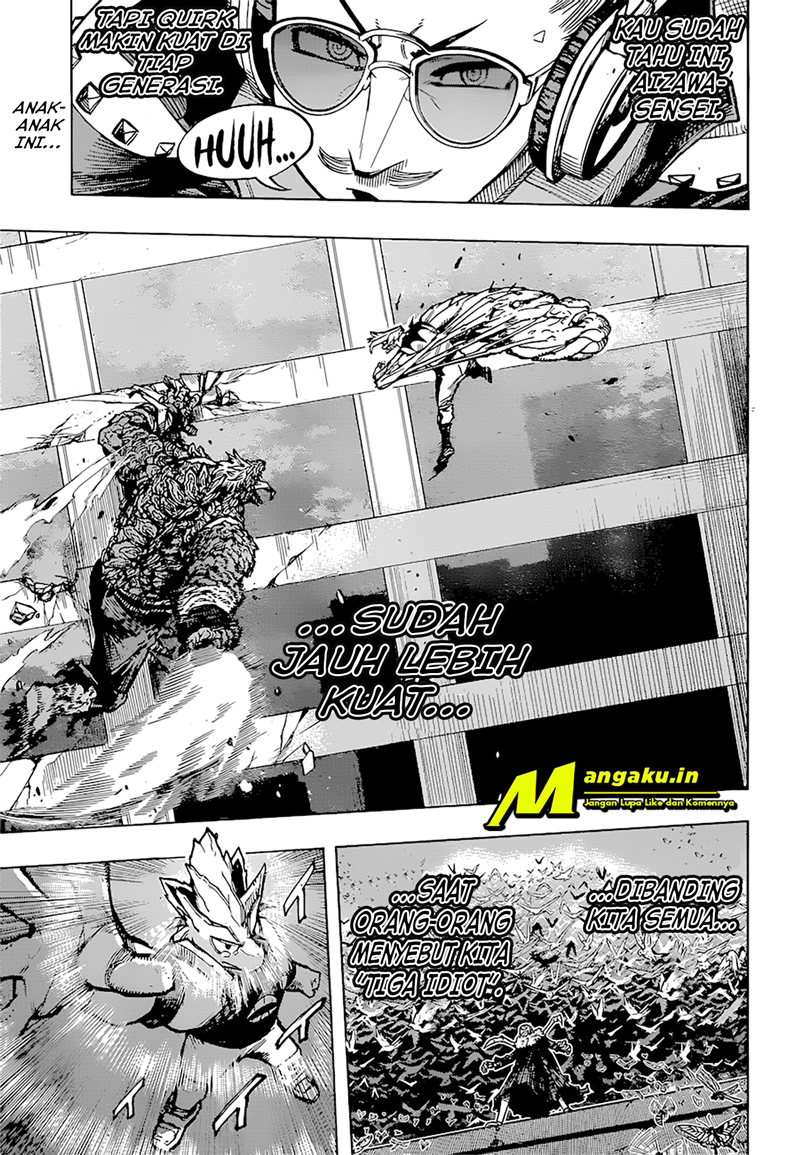 KAU SUDAH
TAHU INI,
AIZAWA-
SENSEI.
TAPI QUIRK
MAKIN KUAT DI
TIAP
GENERASI.
HUUH...
ANAK-
ANAK
INI...
...SUDAH
JAUH LEBIH
KUAT...
Mangaku.in
Jangan Lupa Like dan Komennya
...DIBANDING
KITA SEMUA...
...SAAT
ORANG-ORANG
MENYEBUT KITA
"TIGA IDIOT".